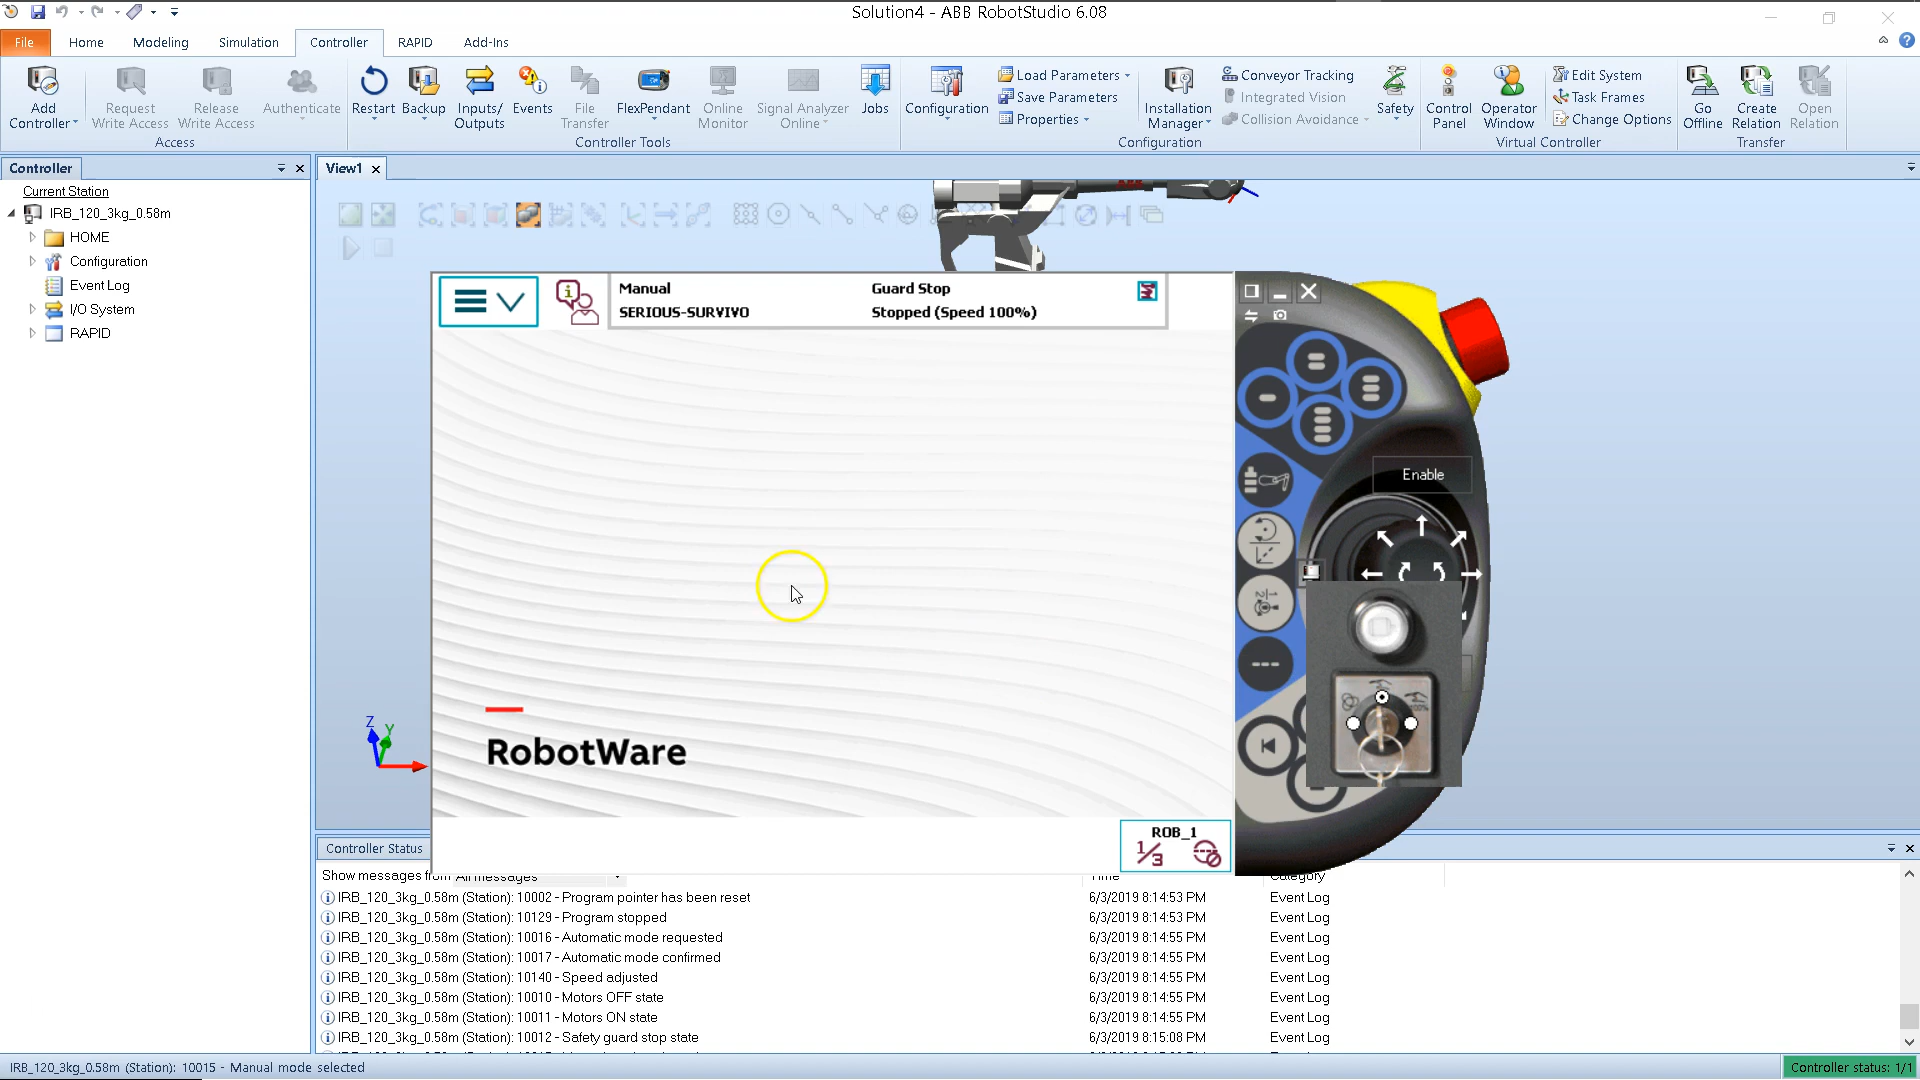 Solution4 - ABB RobotStudio 6.08
File Home Modeling Simulation Controller RAPID Add-Ins
Add Controller
Request Write Access
Release Write Access
Authenticate
Access
Restart
Backup
Inputs/ Outputs
Events
File Transfer
FlexPendant
Online Monitor
Signal Analyzer Online
Jobs
Controller Tools
Configuration
Load Parameters
Save Parameters
Properties
Installation Manager
Conveyor Tracking
Integrated Vision
Collision Avoidance
Safety
Configuration
Control Panel
Operator Window
Edit System
Task Frames
Change Options
Virtual Controller
Go Offline
Create Relation
Open Relation
Transfer
Controller
View1
Current Station
IRB_120_3kg_0.58m
HOME
Configuration
Event Log
I/O System
RAPID
Manual
SERIOUS-SURVIVO
Guard Stop
Stopped (Speed 100%)
Enable
100%
Z
Y
RobotWare
ROB_1
1/3
Controller Status
Show messages from All messages
Time
Category
IRB_120_3kg_0.58m (Station): 10002 - Program pointer has been reset 6/3/2019 8:14:53 PM Event Log
IRB_120_3kg_0.58m (Station): 10129 - Program stopped 6/3/2019 8:14:53 PM Event Log
IRB_120_3kg_0.58m (Station): 10016 - Automatic mode requested 6/3/2019 8:14:55 PM Event Log
IRB_120_3kg_0.58m (Station): 10017 - Automatic mode confirmed 6/3/2019 8:14:55 PM Event Log
IRB_120_3kg_0.58m (Station): 10140 - Speed adjusted 6/3/2019 8:14:55 PM Event Log
IRB_120_3kg_0.58m (Station): 10010 - Motors OFF state 6/3/2019 8:14:55 PM Event Log
IRB_120_3kg_0.58m (Station): 10011 - Motors ON state 6/3/2019 8:14:55 PM Event Log
IRB_120_3kg_0.58m (Station): 10012 - Safety guard stop state 6/3/2019 8:15:08 PM Event Log
IRB_120_3kg_0.58m (Station): 10015 - Manual mode selected
Controller status: 1/1